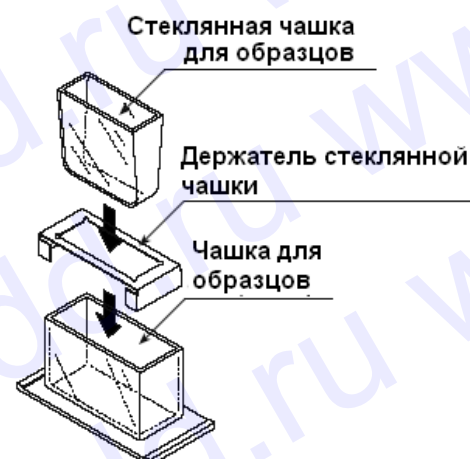 Стеклянная чашка
для образцов
Держатель стеклянной
чашки
Чашка для
образцов